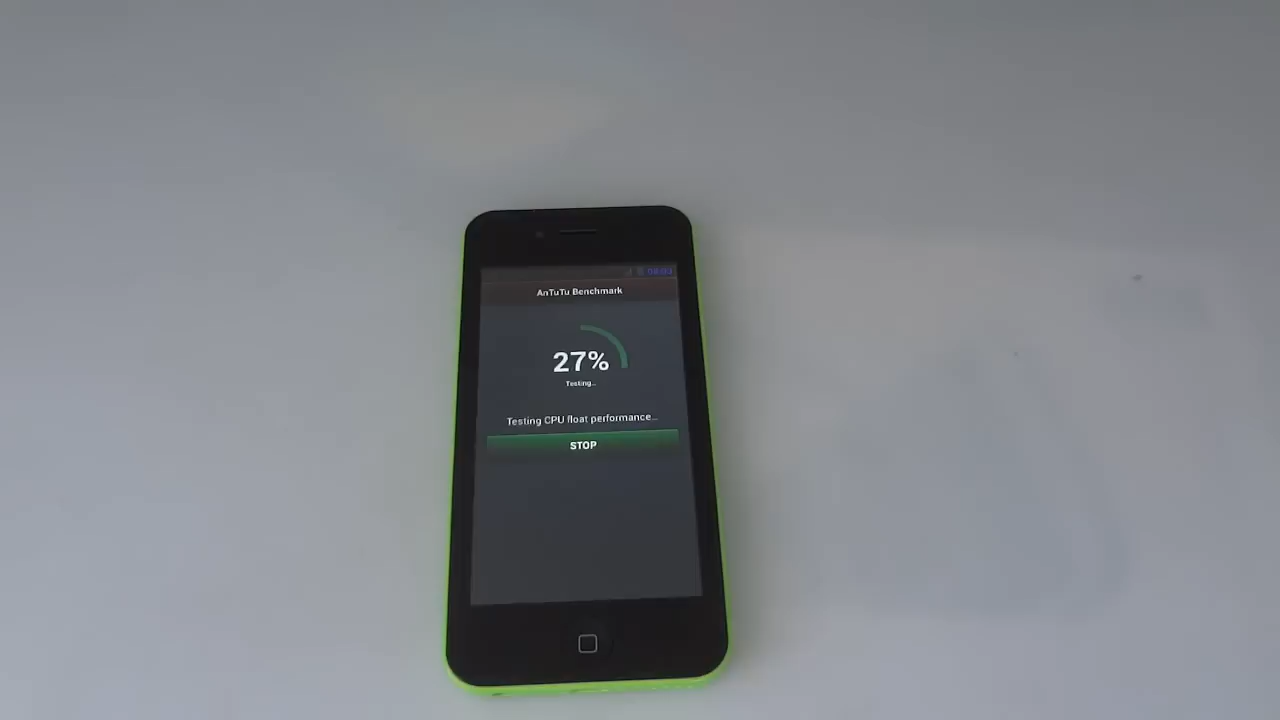 AnTuTu Benchmark
27%
Testing...
Testing CPU float performance...
STOP